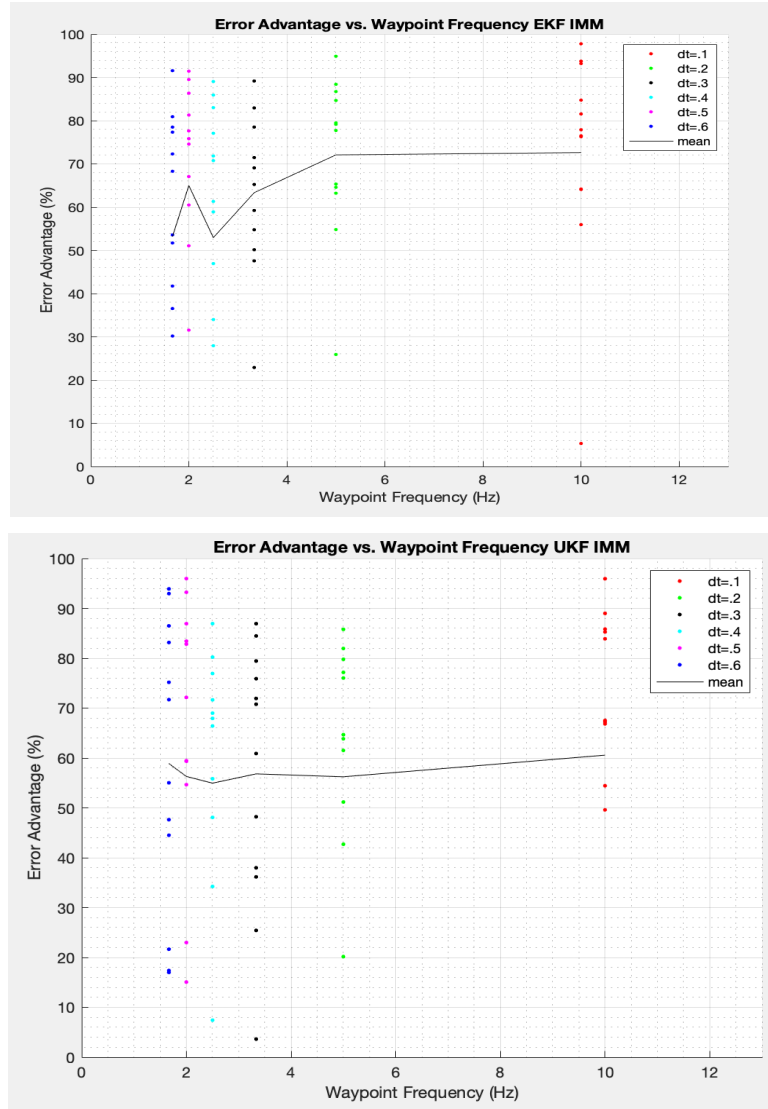 Error Advantage vs. Waypoint Frequency EKF IMM
100
90
80
70
60
50
40
30
20
10
0
Error Advantage (%)
dt=.1
dt=.2
dt=.3
dt=.4
dt=.5
dt=.6
mean
0 2 4 6 8 10 12
Waypoint Frequency (Hz)
Error Advantage vs. Waypoint Frequency UKF IMM
100
90
80
70
60
50
40
30
20
10
0
Error Advantage (%)
dt=.1
dt=.2
dt=.3
dt=.4
dt=.5
dt=.6
mean
0 2 4 6 8 10 12
Waypoint Frequency (Hz)